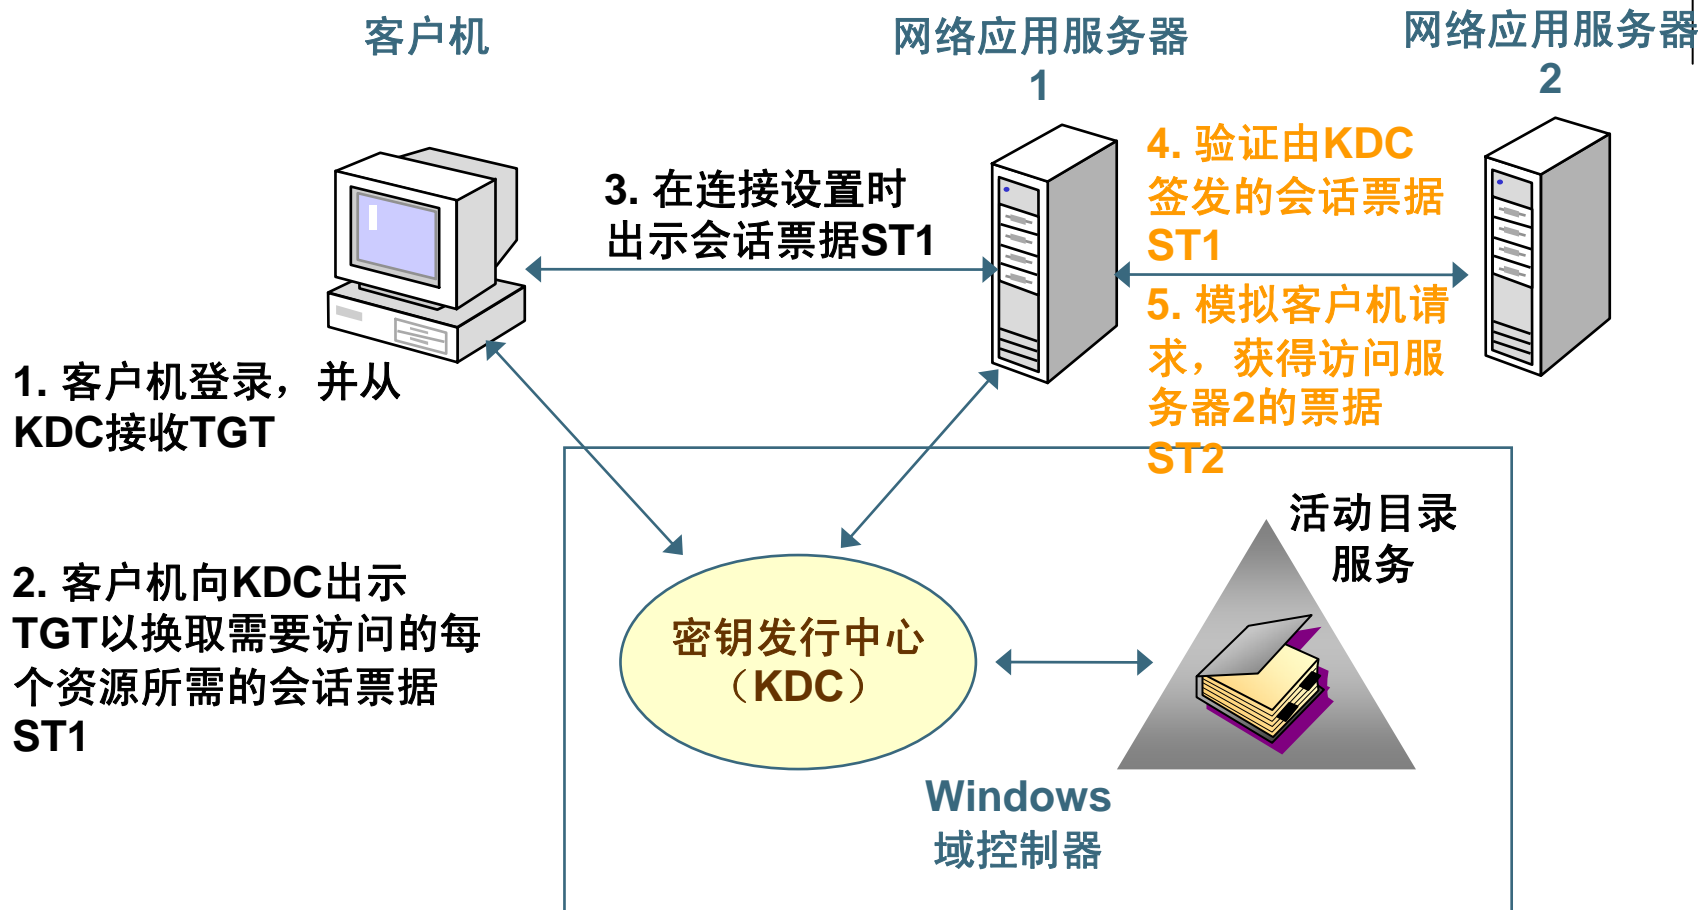 客户机
网络应用服务器
1
网络应用服务器
2
3. 在连接设置时
出示会话票据ST1
4. 验证由KDC
签发的会话票据
ST1
5. 模拟客户机请
求，获得访问服
务器2的票据
ST2
1. 客户机登录，并从
KDC接收TGT
2. 客户机向KDC出示
TGT以换取需要访问的每
个资源所需的会话票据
ST1
活动目录
服务
密钥发行中心
（KDC）
Windows
域控制器